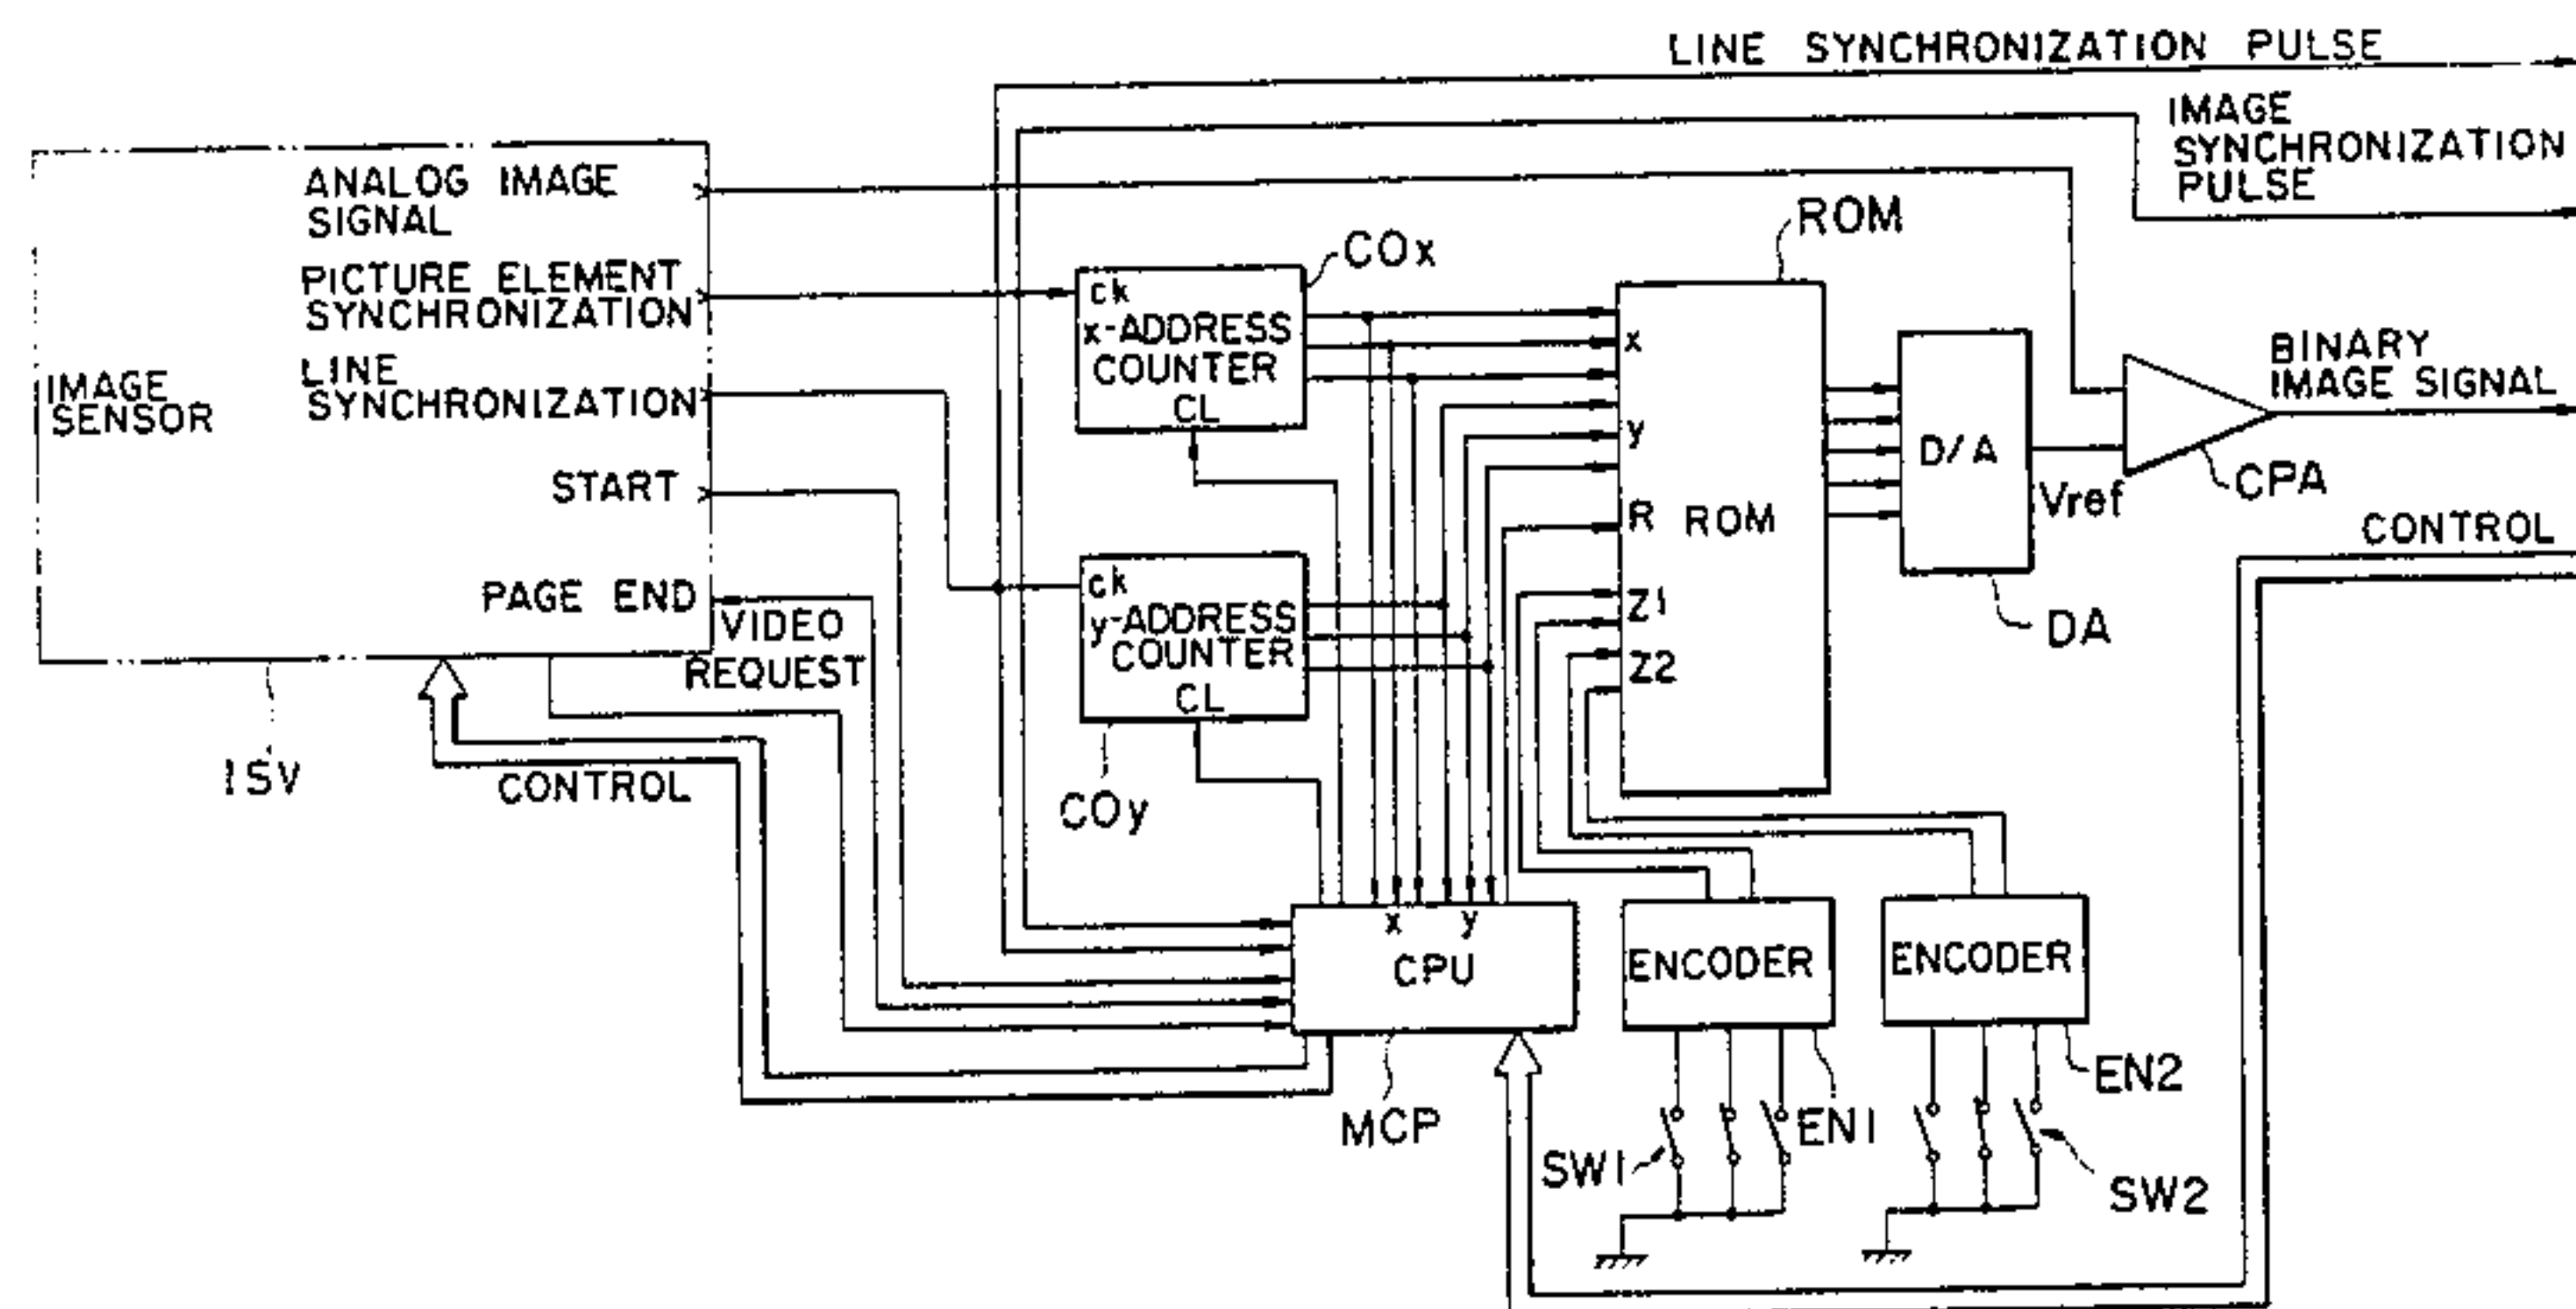 LINE SYNCHRONIZATION PULSE
IMAGE
SYNCHRONIZATION
PULSE
ANALOG IMAGE
SIGNAL
PICTURE ELEMENT
SYNCHRONIZATION
LINE
SYNCHRONIZATION
IMAGE
SENSOR
START
PAGE END
VIDEO
REQUEST
ISV
CONTROL
COx
ck
x-ADDRESS
COUNTER
CL
ck
y-ADDRESS
COUNTER
CL
COy
ROM
x
y
R ROM
Z1
Z2
D/A
Vref
DA
CPA
BINARY
IMAGE SIGNAL
CONTROL
x y
CPU
MCP
ENCODER
EN1
SW1
ENCODER
EN2
SW2